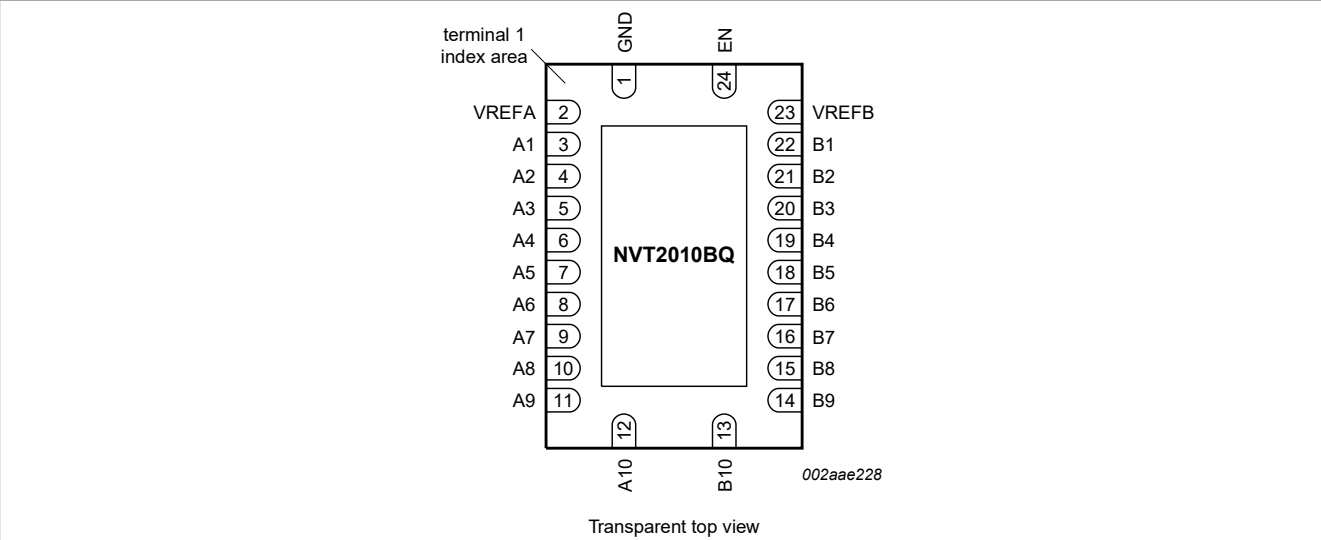 terminal 1
index area
GND
EN
1
24
VREFA 2
23 VREFB
A1 3
22 B1
A2 4
21 B2
A3 5
20 B3
A4 6
19 B4
A5 7
18 B5
A6 8
17 B6
A7 9
16 B7
A8 10
15 B8
A9 11
14 B9
NVT2010BQ
12
13
A10
B10
002aae228
Transparent top view